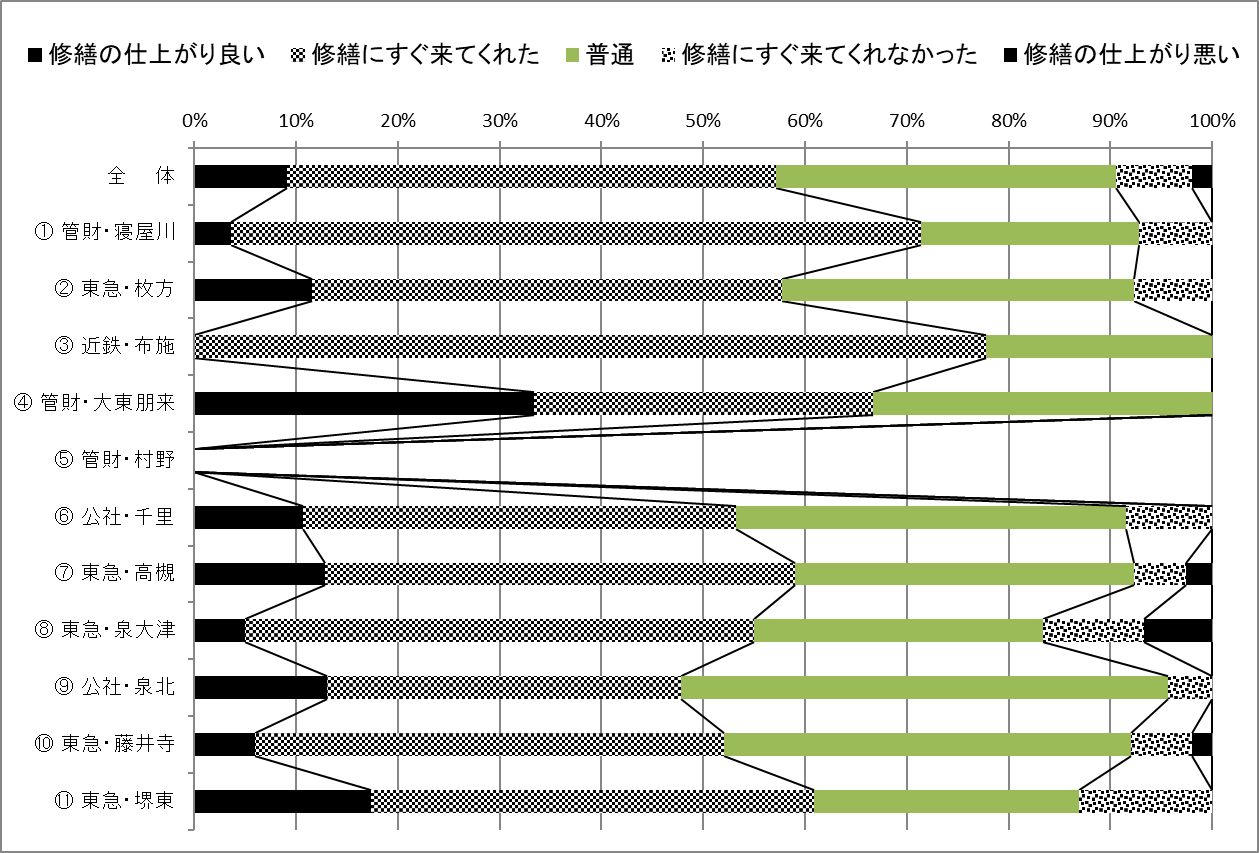 修繕の仕上がり良い 修繕にすぐ来てくれた 普通 修繕にすぐ来てくれなかった 修繕の仕上がり悪い
0% 10% 20% 30% 40% 50% 60% 70% 80% 90% 100%
全 体
① 管財・寝屋川
② 東急・枚方
③ 近鉄・布施
④ 管財・大東朋来
⑤ 管財・村野
⑥ 公社・千里
⑦ 東急・高槻
⑧ 東急・泉大津
⑨ 公社・泉北
⑩ 東急・藤井寺
⑪ 東急・堺東